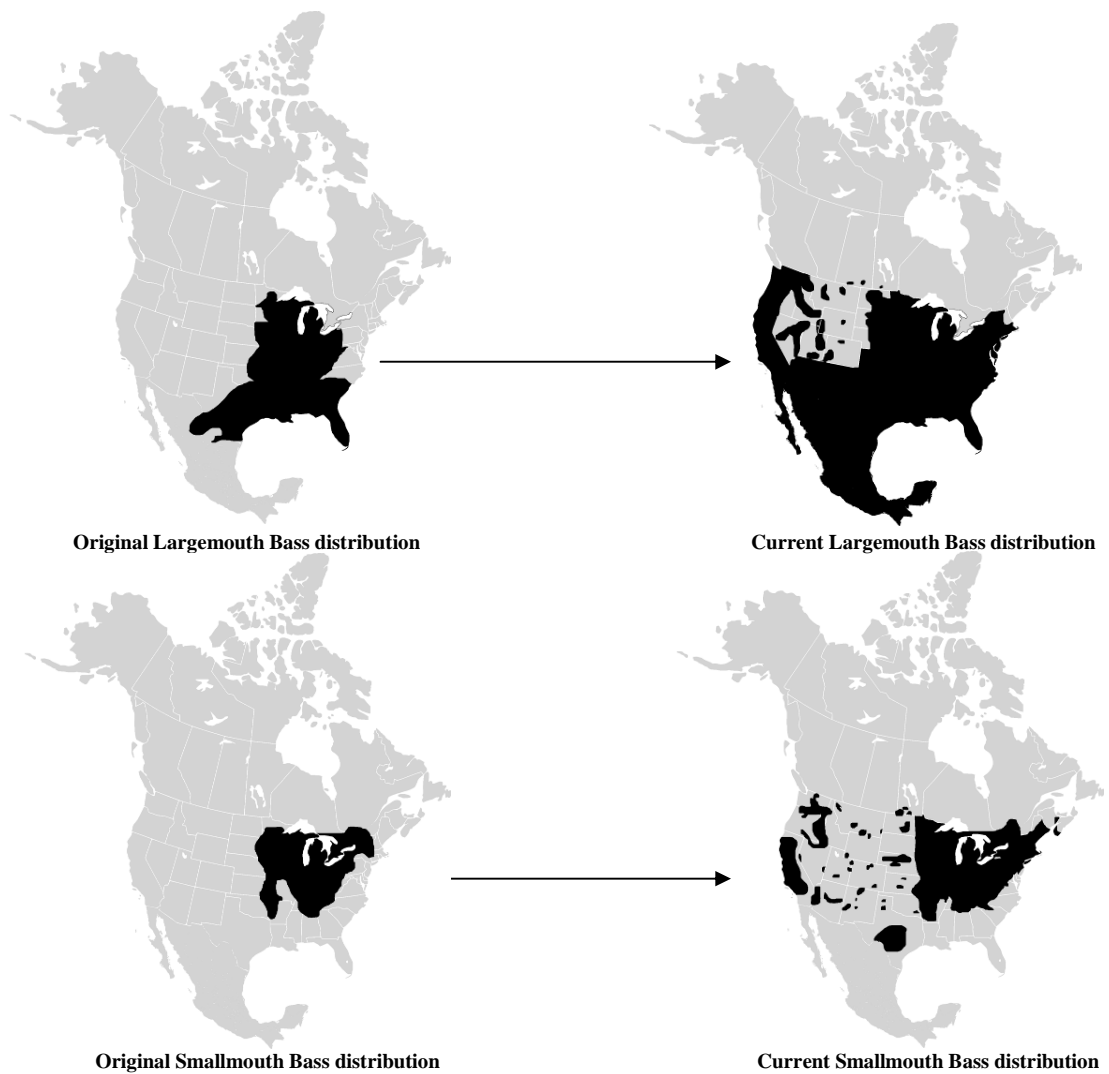 Original Largemouth Bass distribution
Current Largemouth Bass distribution
Original Smallmouth Bass distribution
Current Smallmouth Bass distribution